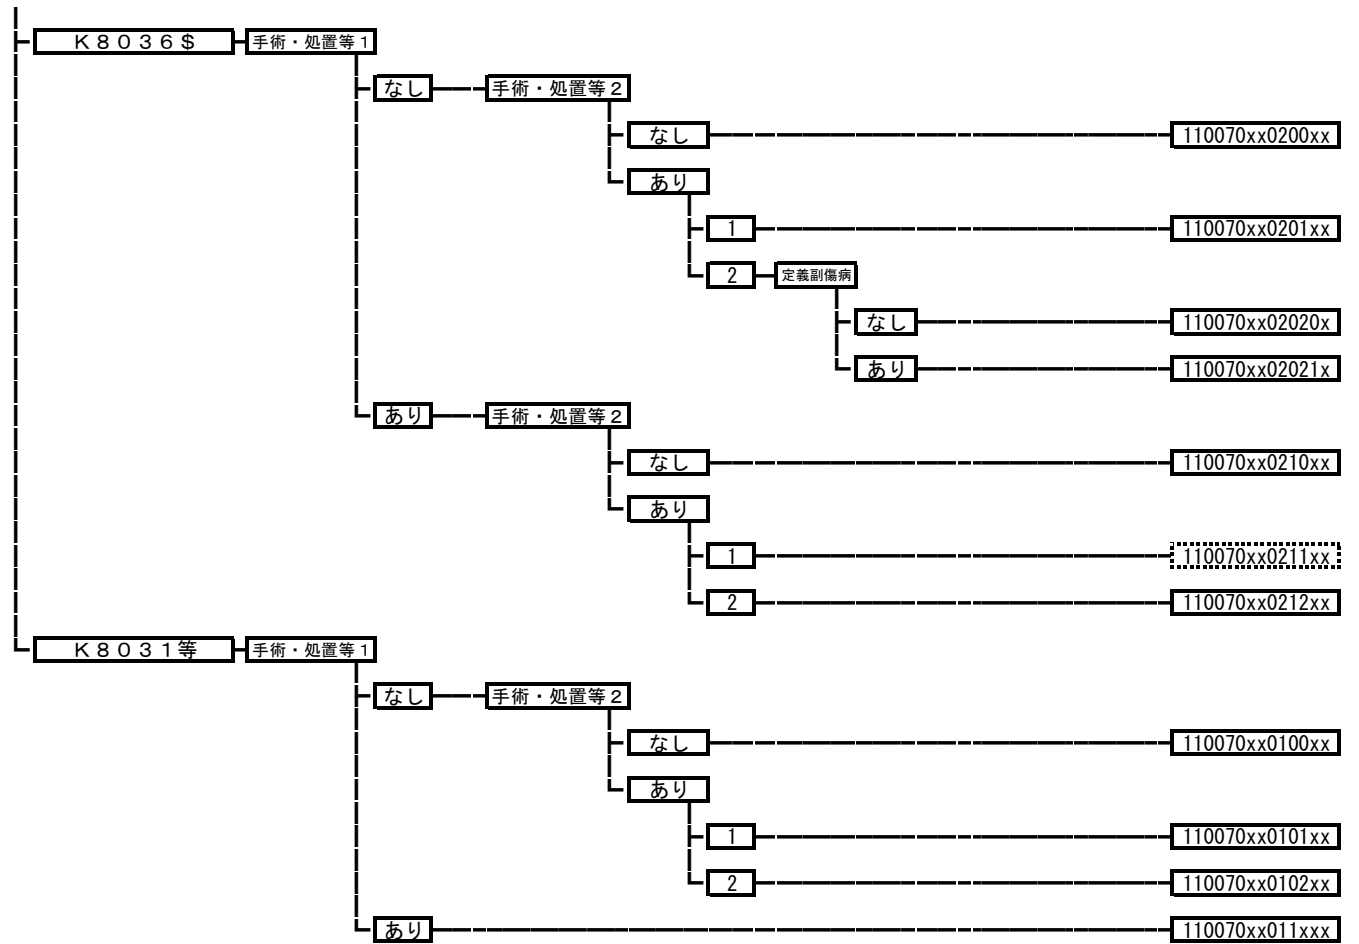 Ｋ８０３６＄ 手術・処置等１
なし 手術・処置等２
なし 110070xx0200xx
あり
1 110070xx0201xx
2 定義副傷病
なし 110070xx02020x
あり 110070xx02021x
あり 手術・処置等２
なし 110070xx0210xx
あり
1 110070xx0211xx
2 110070xx0212xx
Ｋ８０３１等 手術・処置等１
なし 手術・処置等２
なし 110070xx0100xx
あり
1 110070xx0101xx
2 110070xx0102xx
あり 110070xx011xxx